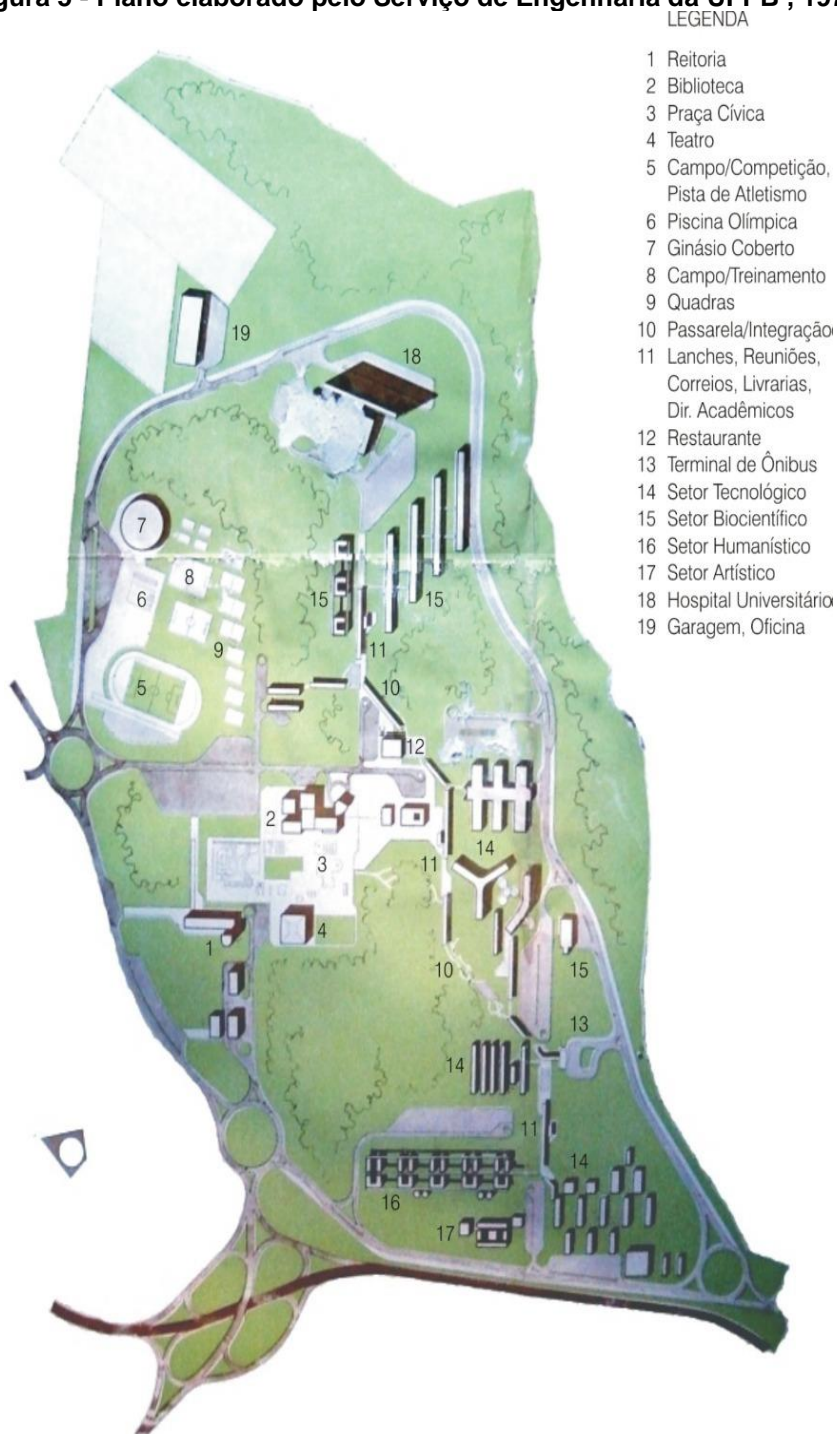 Plano elaborado pelo Serviço de Engenharia da UFPB ,
LEGENDA
1 Reitoria
2 Biblioteca
3 Praça Cívica
4 Teatro
5 Campo/Competição,
Pista de Atletismo
6 Piscina Olímpica
7 Ginásio Coberto
8 Campo/Treinamento
9 Quadras
10 Passarela/Integração
11 Lanches, Reuniões,
Correios, Livrarias,
Dir. Acadêmicos
12 Restaurante
13 Terminal de Ônibus
14 Setor Tecnológico
15 Setor Biocientífico
16 Setor Humanístico
17 Setor Artístico
18 Hospital Universitário
19 Garagem, Oficina
19
18
7
8
6
15
15
9
11
5
10
12
2
14
3
11
4
1
10
15
13
14
11
14
16
17